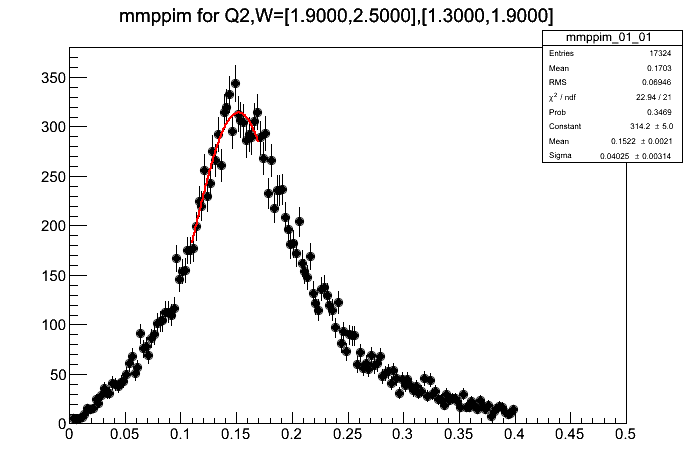 mmppim for Q2,W=[1.9000,2.5000],[1.3000,1.9000]
mmppim_01_01
Entries 17324
Mean 0.1703
RMS 0.06946
χ² / ndf 22.94 / 21
Prob 0.3469
Constant 314.2 ± 5.0
Mean 0.1522 ± 0.0021
Sigma 0.04025 ± 0.00314
350
300
250
200
150
100
50
0
0 0.05 0.1 0.15 0.2 0.25 0.3 0.35 0.4 0.45 0.5